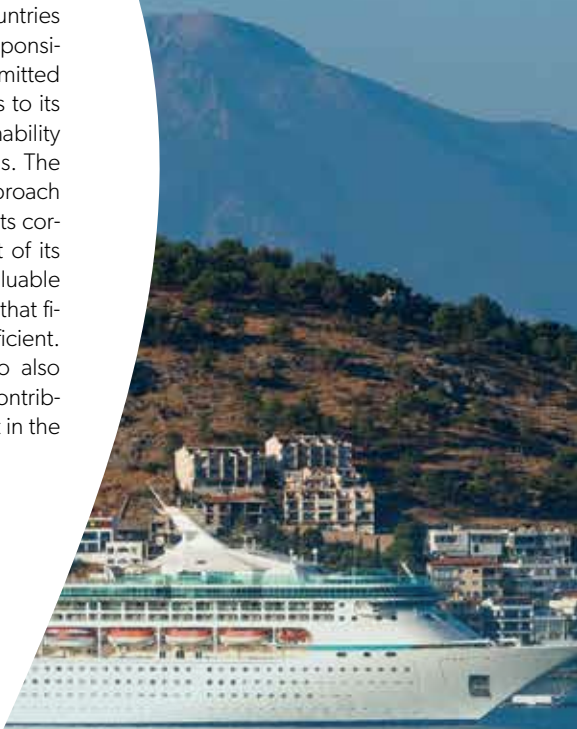 untries
ponsi-
mitted
s to its
ability
s. The
proach
ts cor-
t of its
luable
that fi-
ficient.
o also
ontrib-
t in the